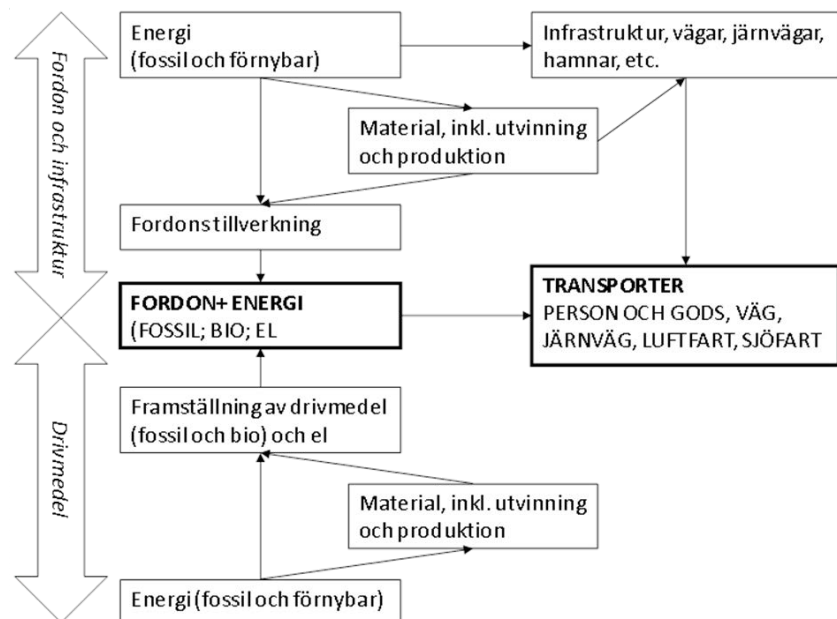 Fordon och infrastruktur
Energi
(fossil och förnybar)
Infrastruktur, vägar, järnvägar,
hamnar, etc.
Material, inkl. utvinning
och produktion
Fordonstillverkning
FORDON+ ENERGI
(FOSSIL; BIO; EL
TRANSPORTER
PERSON OCH GODS, VÄG,
JÄRNVÄG, LUFTFART, SJÖFART
Drivmedel
Framställning av drivmedel
(fossil och bio) och el
Material, inkl. utvinning
och produktion
Energi (fossil och förnybar)